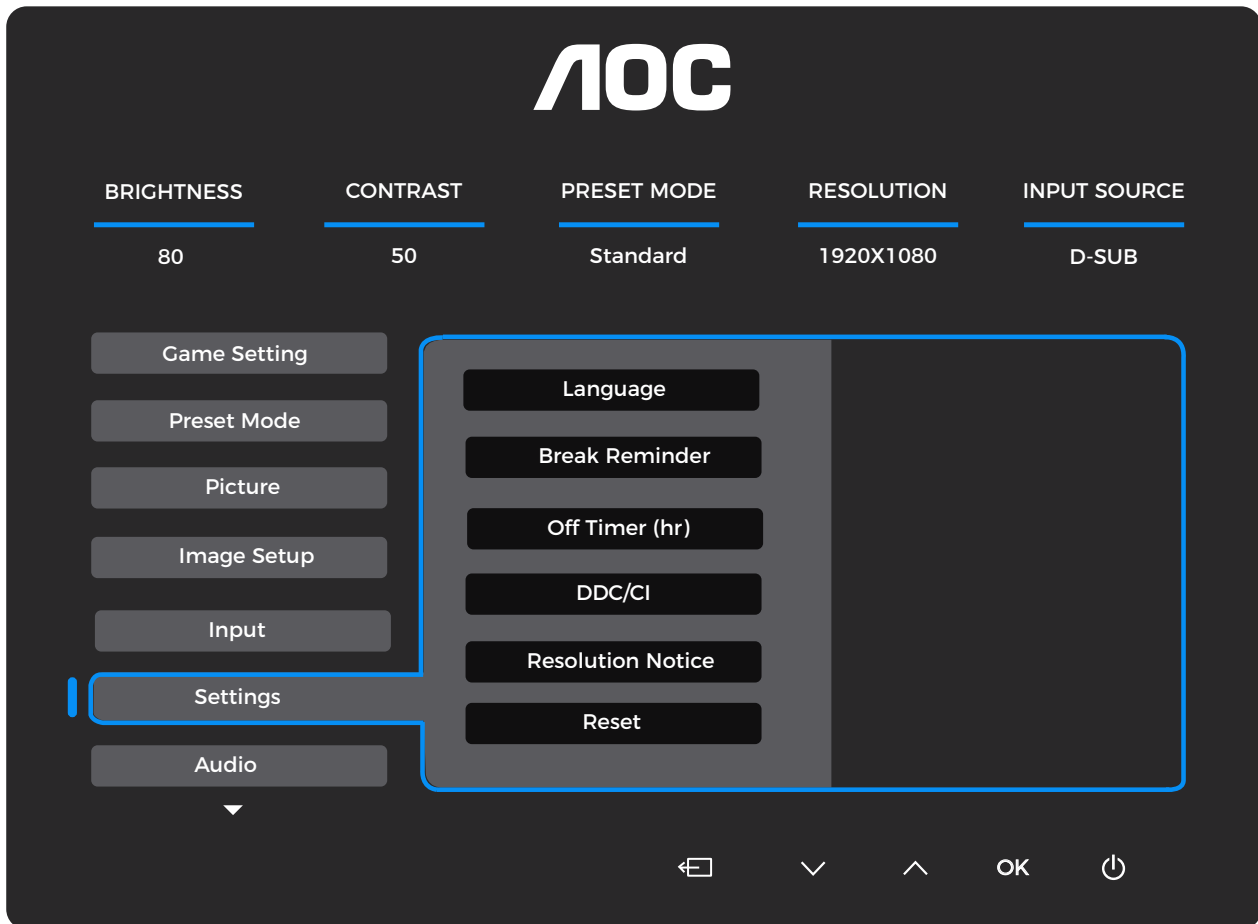 AOC
BRIGHTNESS CONTRAST PRESET MODE RESOLUTION INPUT SOURCE
80 50 Standard 1920X1080 D-SUB
Game Setting
Preset Mode
Picture
Image Setup
Input
Settings
Audio
Language
Break Reminder
Off Timer (hr)
DDC/CI
Resolution Notice
Reset
OK